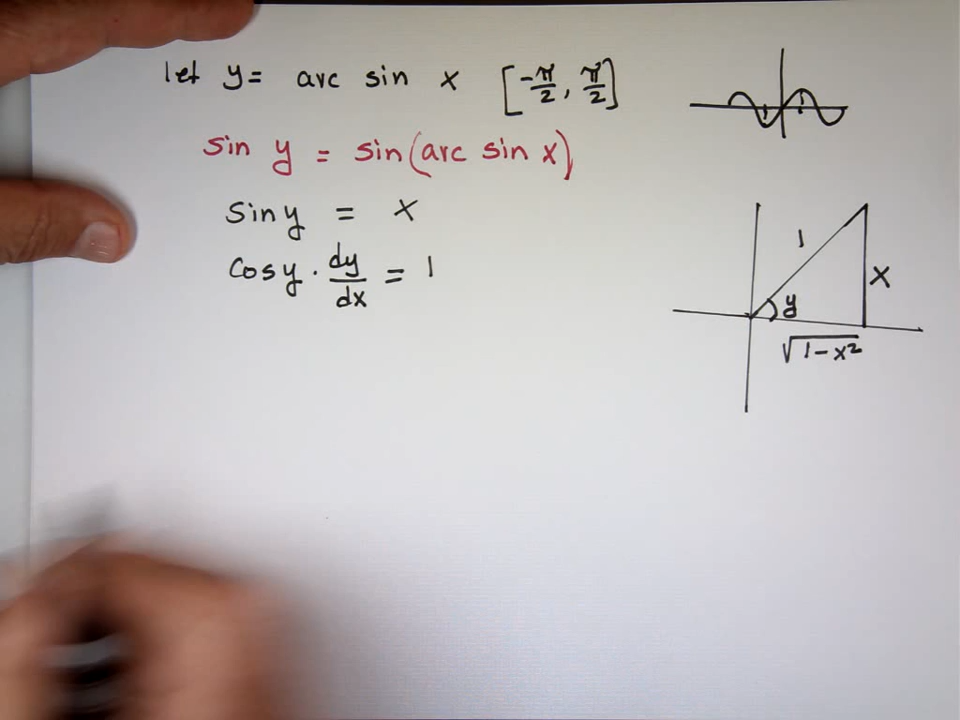 let y = arc sin x [-π/2, π/2]
sin y = sin(arc sin x)
sin y = x
cos y · dy/dx = 1
1
x
y
√1-x²